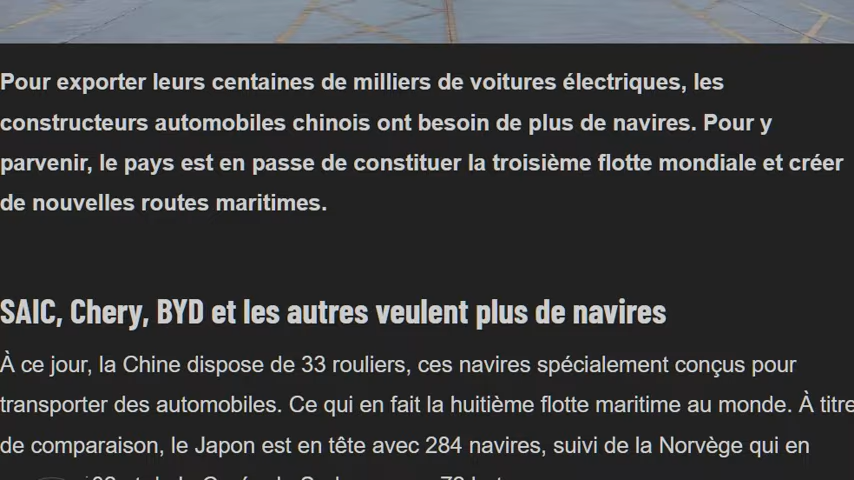 Pour exporter leurs centaines de milliers de voitures électriques, les
constructeurs automobiles chinois ont besoin de plus de navires. Pour y
parvenir, le pays est en passe de constituer la troisième flotte mondiale et créer
de nouvelles routes maritimes.
SAIC, Chery, BYD et les autres veulent plus de navires
À ce jour, la Chine dispose de 33 rouliers, ces navires spécialement conçus pour
transporter des automobiles. Ce qui en fait la huitième flotte maritime au monde. À titre
de comparaison, le Japon est en tête avec 284 navires, suivi de la Norvège qui en